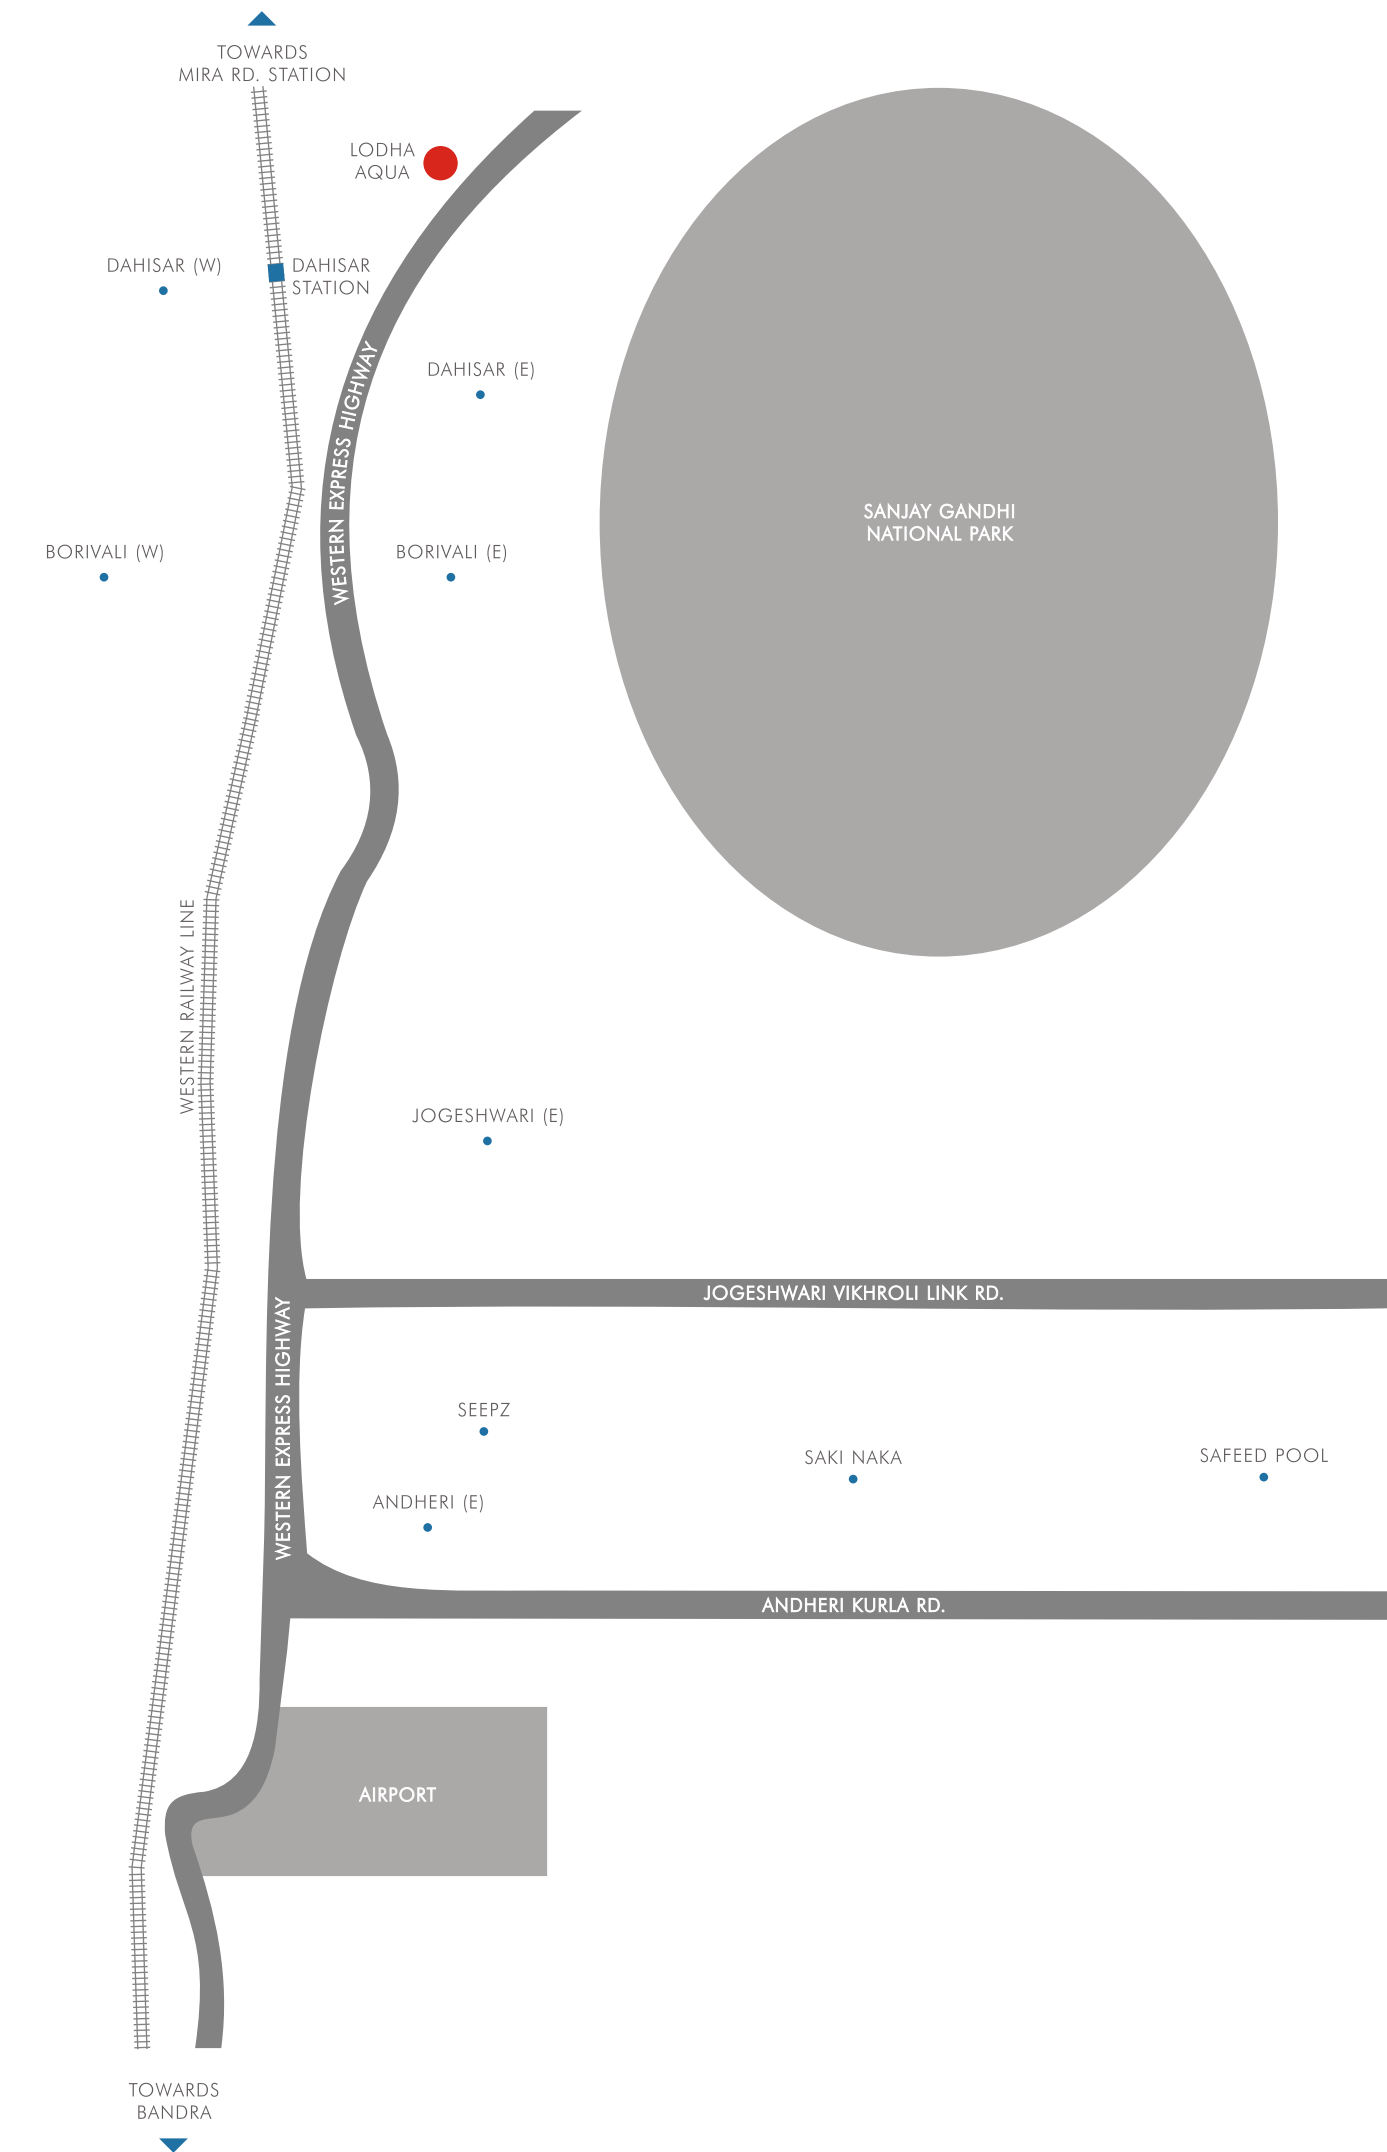 TOWARDS
MIRA RD. STATION
LODHA
AQUA
DAHISAR (W)
DAHISAR
STATION
WESTERN EXPRESS HIGHWAY
DAHISAR (E)
SANJAY GANDHI
NATIONAL PARK
BORIVALI (W)
BORIVALI (E)
WESTERN RAILWAY LINE
JOGESHWARI (E)
JOGESHWARI VIKHROLI LINK RD.
WESTERN EXPRESS HIGHWAY
SEEPZ
SAKI NAKA
SAFEED POOL
ANDHERI (E)
ANDHERI KURLA RD.
AIRPORT
TOWARDS
BANDRA